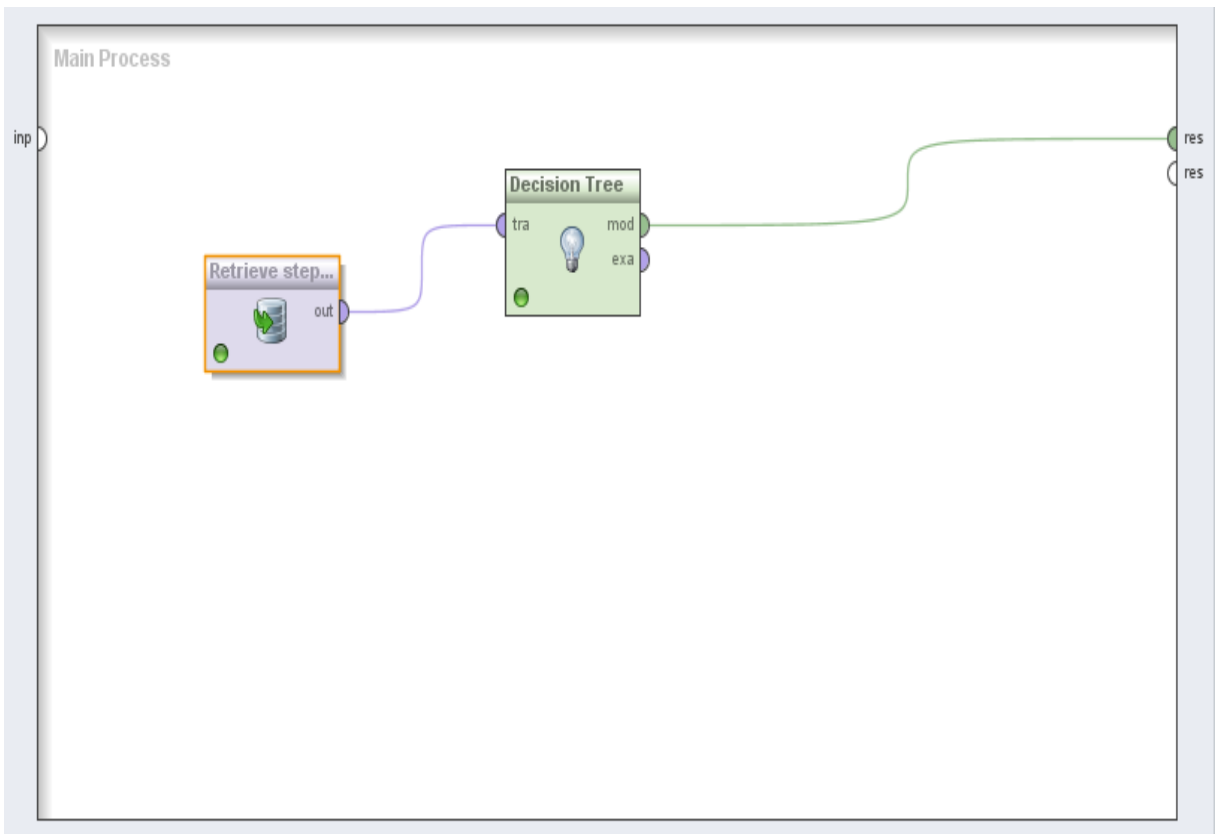 Main Process
inp
res
res
Decision Tree
tra
mod
exa
Retrieve step...
out